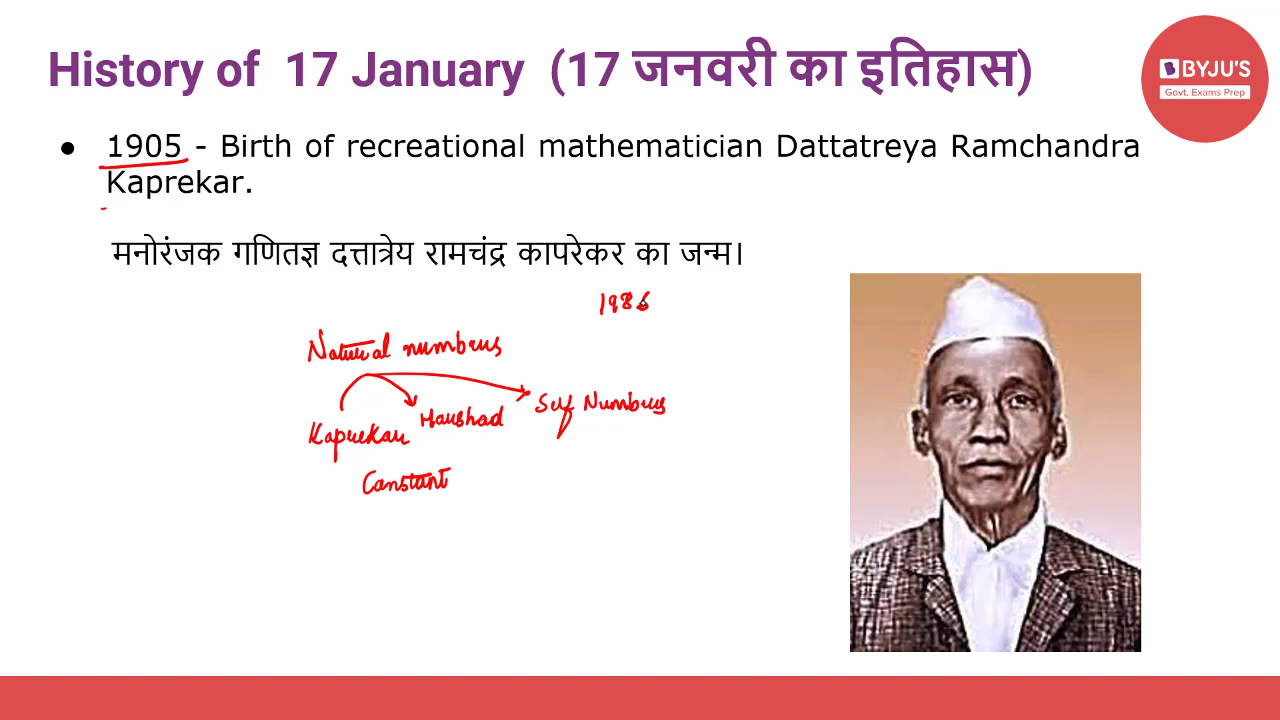 History of 17 January (17 जनवरी का इतिहास)
BYJU'S
Govt. Exams Prep
● 1905 - Birth of recreational mathematician Dattatreya Ramchandra
Kaprekar.
मनोरंजक गणितज्ञ दत्तात्रेय रामचंद्र कापरेकर का जन्म।
1986
Natural numbers
Kaprekar Harshad Self Numbers
Constant